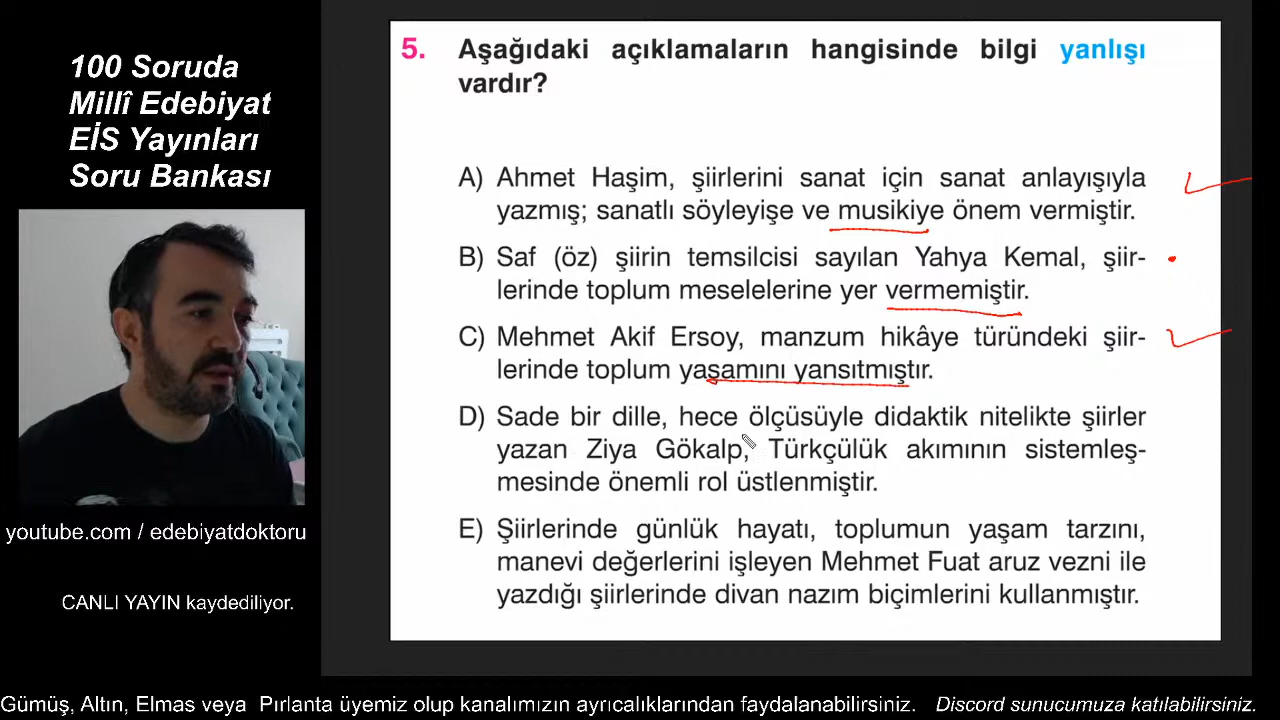 100 Soruda
Millî Edebiyat
EİS Yayınları
Soru Bankası
youtube.com / edebiyatdoktoru
CANLI YAYIN kaydediliyor.
5. Aşağıdaki açıklamaların hangisinde bilgi yanlışı
vardır?
A) Ahmet Haşim, şiirlerini sanat için sanat anlayışıyla
yazmış; sanatlı söyleyişe ve musikiye önem vermiştir.
B) Saf (öz) şiirin temsilcisi sayılan Yahya Kemal, şiir-
lerinde toplum meselelerine yer vermemiştir.
C) Mehmet Akif Ersoy, manzum hikâye türündeki şiir-
lerinde toplum yaşamını yansıtmıştır.
D) Sade bir dille, hece ölçüsüyle didaktik nitelikte şiirler
yazan Ziya Gökalp, Türkçülük akımının sistemleş-
mesinde önemli rol üstlenmiştir.
E) Şiirlerinde günlük hayatı, toplumun yaşam tarzını,
manevi değerlerini işleyen Mehmet Fuat aruz vezni ile
yazdığı şiirlerinde divan nazım biçimlerini kullanmıştır.
Gümüş, Altın, Elmas veya Pırlanta üyemiz olup kanalımızın ayrıcalıklarından faydalanabilirsiniz. Discord sunucumuza katılabilirsiniz.